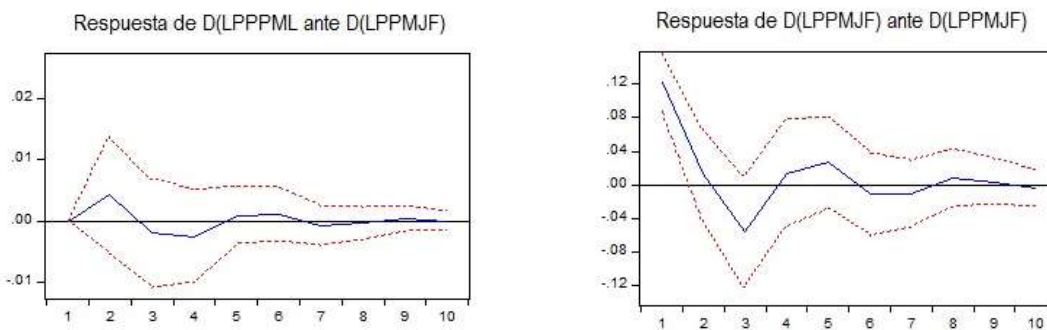 Respuesta de D(LPPPML ante D(LPPMJF)
.02
.01
.00
-.01
1 2 3 4 5 6 7 8 9 10
Respuesta de D(LPPMJF) ante D(LPPMJF)
.12
.08
.04
.00
-.04
-.08
-.12
1 2 3 4 5 6 7 8 9 10